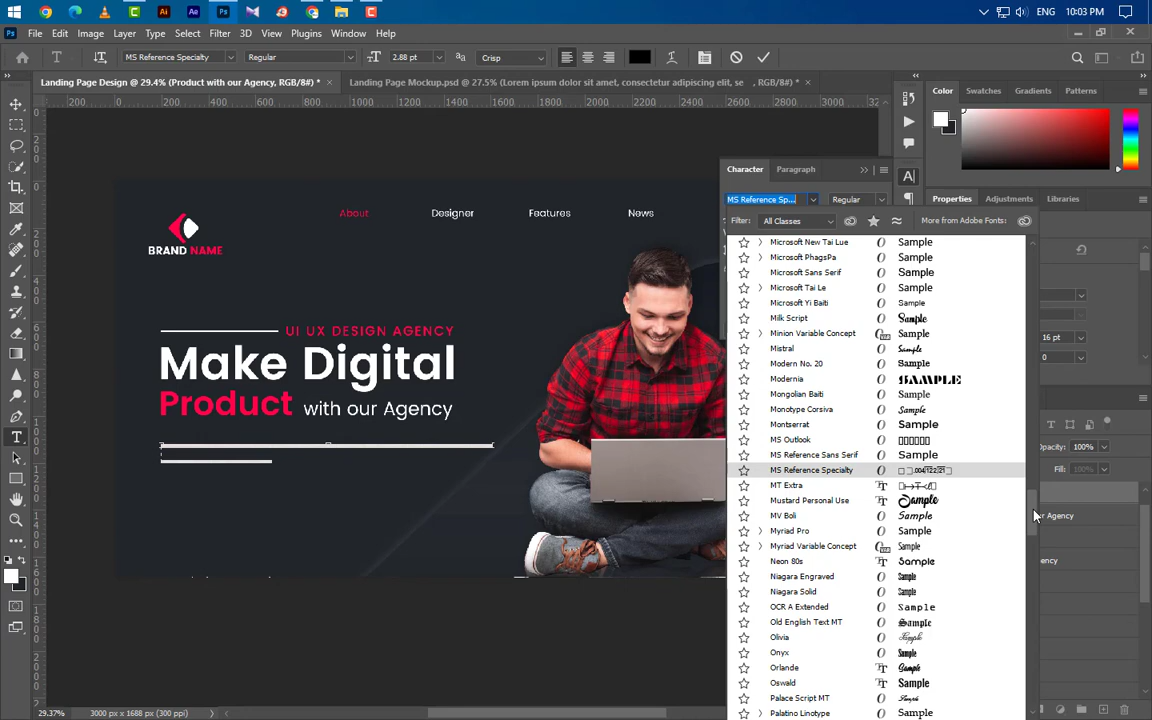 ENG 10:03 PM
File Edit Image Layer Type Select Filter 3D View Plugins Window Help
MS Reference Specialty Regular 2.88 pt Crisp
Landing Page Design @ 29.4% (Product with our Agency, RGB/8#) * × Landing Page Mockup.psd @ 27.5% (Lorem ipsum dolor sit amet, consectetur adipiscing elit, se , RGB/8#) * ×
Color Swatches Gradients Patterns
200 0 200 400 600 800 1000 1200 1400 1600 1800 2000 2200 2400 2600 2800 3000
Character Paragraph
MS Reference Sp... Regular
Properties Adjustments Libraries
Filter: All Classes More from Adobe Fonts:
BRAND NAME
About Designer Features News
UI UX DESIGN AGENCY
Make Digital
Product with our Agency
Microsoft New Tai Lue Sample
Microsoft PhagsPa Sample
Microsoft Sans Serif Sample
Microsoft Tai Le Sample
Microsoft Yi Baiti Sample
Milk Script Sample
Minion Variable Concept Sample
Mistral Sample
Modern No. 20 Sample
Modernia SAMPLE
Mongolian Baiti Sample
Monotype Corsiva Sample
Montserrat Sample
MS Outlook
MS Reference Sans Serif Sample
MS Reference Specialty
MT Extra
Mustard Personal Use Sample
MV Boli Sample
Myriad Pro Sample
Myriad Variable Concept Sample
Neon 80s Sample
Niagara Engraved Sample
Niagara Solid Sample
OCR A Extended Sample
Old English Text MT Sample
Olivia Sample
Onyx Sample
Orlande Sample
Oswald Sample
Palace Script MT Sample
Palatino Linotype Sample
16 pt
0
Opacity: 100%
Fill: 100%
er Agency
ency
29.37% 3000 px x 1688 px (300 ppi)